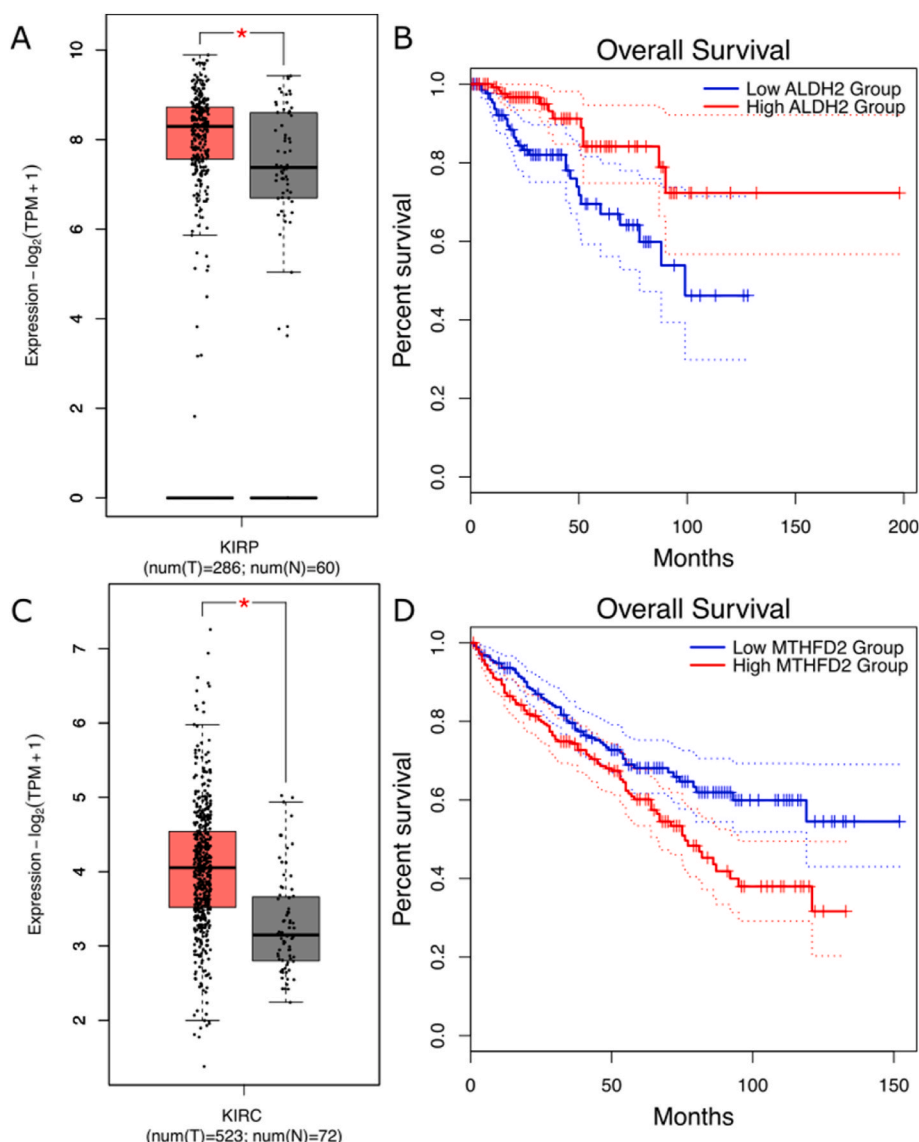 A
*
Expression – log₂(TPM + 1)
10
8
6
4
2
0
KIRP
(num(T)=286; num(N)=60)
B
Overall Survival
Low ALDH2 Group
High ALDH2 Group
Percent survival
1.0
0.8
0.6
0.4
0.2
0.0
0
50
100
150
200
Months
C
*
Expression – log₂(TPM + 1)
7
6
5
4
3
2
KIRC
(num(T)=523; num(N)=72)
D
Overall Survival
Low MTHFD2 Group
High MTHFD2 Group
Percent survival
1.0
0.8
0.6
0.4
0.2
0.0
0
50
100
150
Months